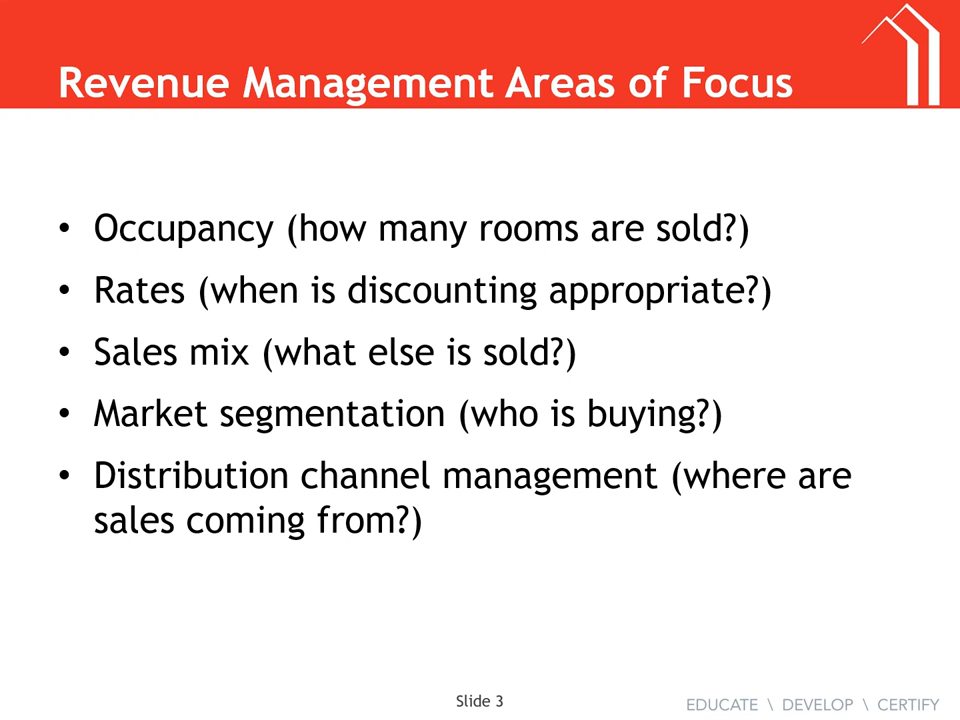 Revenue Management Areas of Focus
• Occupancy (how many rooms are sold?)
• Rates (when is discounting appropriate?)
• Sales mix (what else is sold?)
• Market segmentation (who is buying?)
• Distribution channel management (where are
sales coming from?)
Slide 3
EDUCATE \ DEVELOP \ CERTIFY